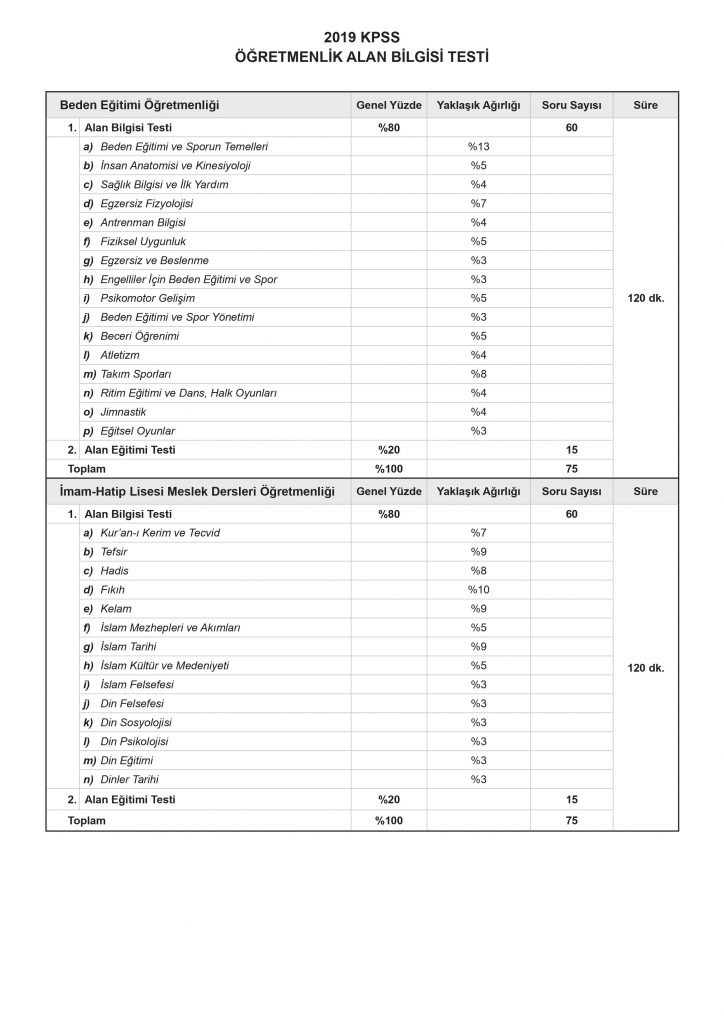 2019 KPSS
ÖĞRETMENLİK ALAN BİLGİSİ TESTİ
Beden Eğitimi Öğretmenliği Genel Yüzde Yaklaşık Ağırlığı Soru Sayısı Süre
1. Alan Bilgisi Testi %80 60
a) Beden Eğitimi ve Sporun Temelleri %13
b) İnsan Anatomisi ve Kinesiyoloji %5
c) Sağlık Bilgisi ve İlk Yardım %4
d) Egzersiz Fizyolojisi %7
e) Antrenman Bilgisi %4
f) Fiziksel Uygunluk %5
g) Egzersiz ve Beslenme %3
h) Engelliler İçin Beden Eğitimi ve Spor %3
i) Psikomotor Gelişim %5 120 dk.
j) Beden Eğitimi ve Spor Yönetimi %3
k) Beceri Öğrenimi %5
l) Atletizm %4
m) Takım Sporları %8
n) Ritim Eğitimi ve Dans, Halk Oyunları %4
o) Jimnastik %4
p) Eğitsel Oyunlar %3
2. Alan Eğitimi Testi %20 15
Toplam %100 75
İmam-Hatip Lisesi Meslek Dersleri Öğretmenliği Genel Yüzde Yaklaşık Ağırlığı Soru Sayısı Süre
1. Alan Bilgisi Testi %80 60
a) Kur'an-ı Kerim ve Tecvid %7
b) Tefsir %9
c) Hadis %8
d) Fıkıh %10
e) Kelam %9
f) İslam Mezhepleri ve Akımları %5
g) İslam Tarihi %9
h) İslam Kültür ve Medeniyeti %5 120 dk.
i) İslam Felsefesi %3
j) Din Felsefesi %3
k) Din Sosyolojisi %3
l) Din Psikolojisi %3
m) Din Eğitimi %3
n) Dinler Tarihi %3
2. Alan Eğitimi Testi %20 15
Toplam %100 75